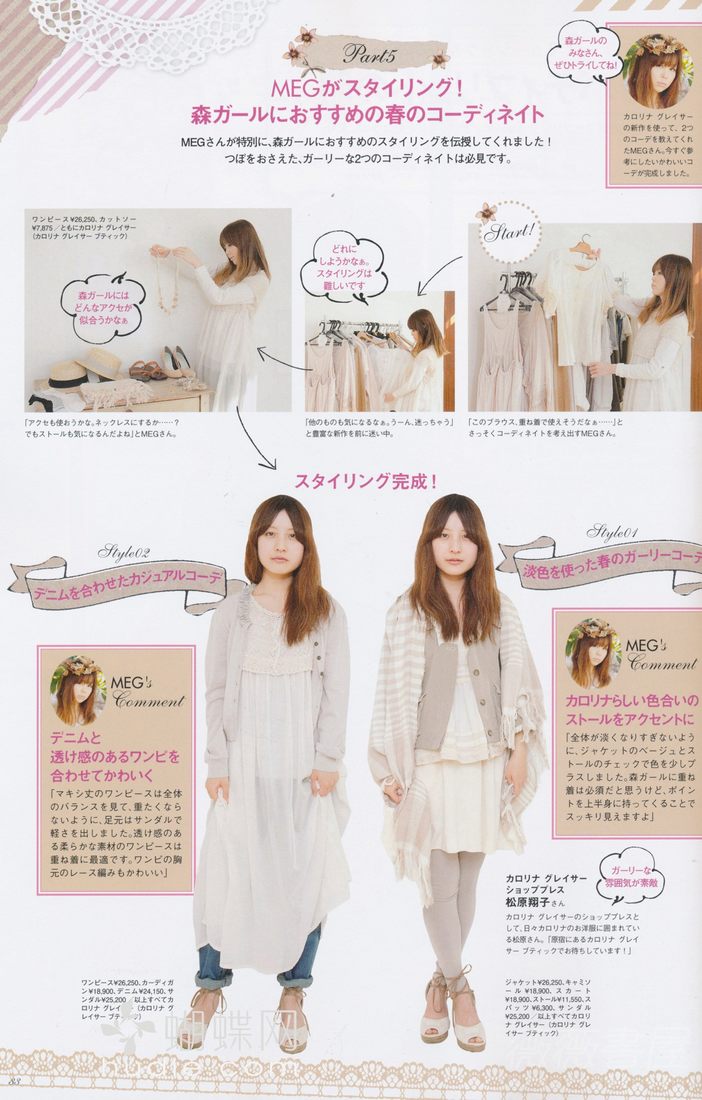 Part5
MEGがスタイリング！
森ガールにおすすめの春のコーディネイト
MEGさんが特別に、森ガールにおすすめのスタイリングを伝授してくれました！
つぼをおさえた、ガーリーな2つのコーディネイトは必見です。
森ガールの
みなさん、
ぜひトライしてね！
カロリナ グレイサー
の新作を使って、2つ
のコーデを教えてくれ
たMEGさん。今すぐ参
考にしたいかわいいコ
ーデが完成しました。
Start!
「このブラウス、重ね着で使えそうだなぁ……」と
さっそくコーディネイトを考え出すMEGさん。
どれに
しようかなぁ。
スタイリングは
難しいです
「他のものも気になるなぁ。うーん、迷っちゃう」
と豊富な新作を前に迷い中。
ワンピース¥26,250、カットソー
¥7,875／ともにカロリナ グレイサー
（カロリナ グレイサー ブティック）
森ガールには
どんなアクセが
似合うかなぁ
「アクセも使おうかな。ネックレスにするか……？
でもストールも気になるんだよね」とMEGさん。
スタイリング完成！
Style01
淡色を使った春のガーリーコーデ
MEG's
Comment
カロリナらしい色合いの
ストールをアクセントに
「全体が淡くなりすぎないよう
に、ジャケットのベージュとス
トールのチェックで色を少しプ
ラスしました。森ガールに重ね
着は必須だと思うけど、ポイン
トを上半身に持ってくることで
スッキリ見えますよ」
ガーリーな
雰囲気が素敵
カロリナ グレイサー
ショッププレス
松原翔子さん
カロリナ グレイサーのショッププレスと
して、日々カロリナのお洋服に囲まれてい
る松原さん。「原宿にあるカロリナ グレイ
サー ブティックでお待ちしています！」
ジャケット¥26,250、キャミソ
ール ¥18,900、スカート
¥18,900、ストール¥11,550、ス
パッツ ¥6,300、サンダル
¥25,200／以上すべてカロリ
ナ グレイサー（カロリナ グ
レイサー ブティック）
Style02
デニムを合わせたカジュアルコーデ
MEG's
Comment
デニムと
透け感のあるワンピを
合わせてかわいく
「マキシ丈のワンピースは全体
のバランスを見て、重たくなら
ないように、足元はサンダルで
軽さを出しました。透け感のあ
る柔らかな素材のワンピースは
重ね着に最適です。ワンピの胸
元のレース編みもかわいい」
ワンピース¥26,250、カーディガ
ン¥18,900、デニム¥24,150、サ
ンダル¥25,200／以上すべてカ
ロリナ グレイサー（カロリナ グ
レイサー ブティック）
蝴蝶网
hudie.com
83